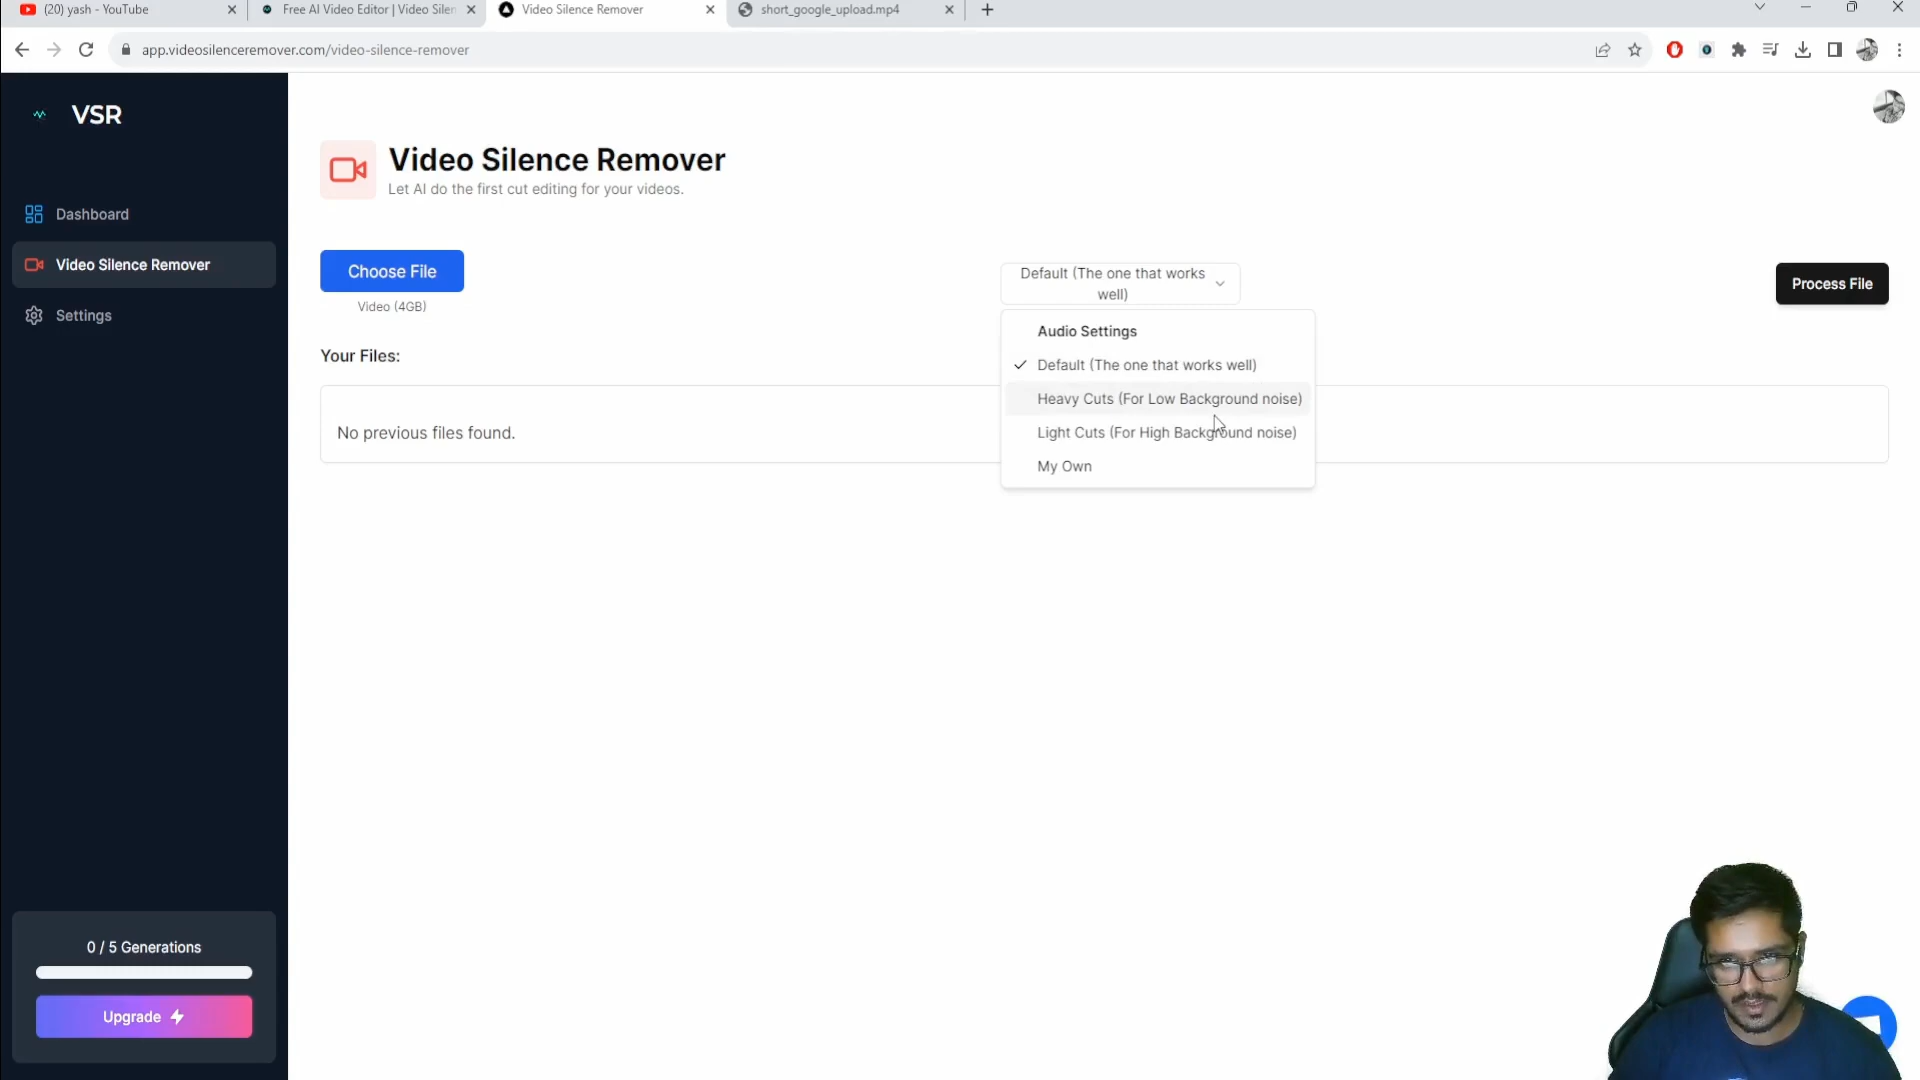 (20) yash - YouTube
Free AI Video Editor | Video Silen
Video Silence Remover
short_google_upload.mp4
app.videosilenceremover.com/video-silence-remover
VSR
Dashboard
Video Silence Remover
Settings
0 / 5 Generations
Upgrade
Video Silence Remover
Let AI do the first cut editing for your videos.
Choose File
Video (4GB)
Default (The one that works
well)
Process File
Audio Settings
Default (The one that works well)
Heavy Cuts (For Low Background noise)
Light Cuts (For High Background noise)
My Own
Your Files:
No previous files found.